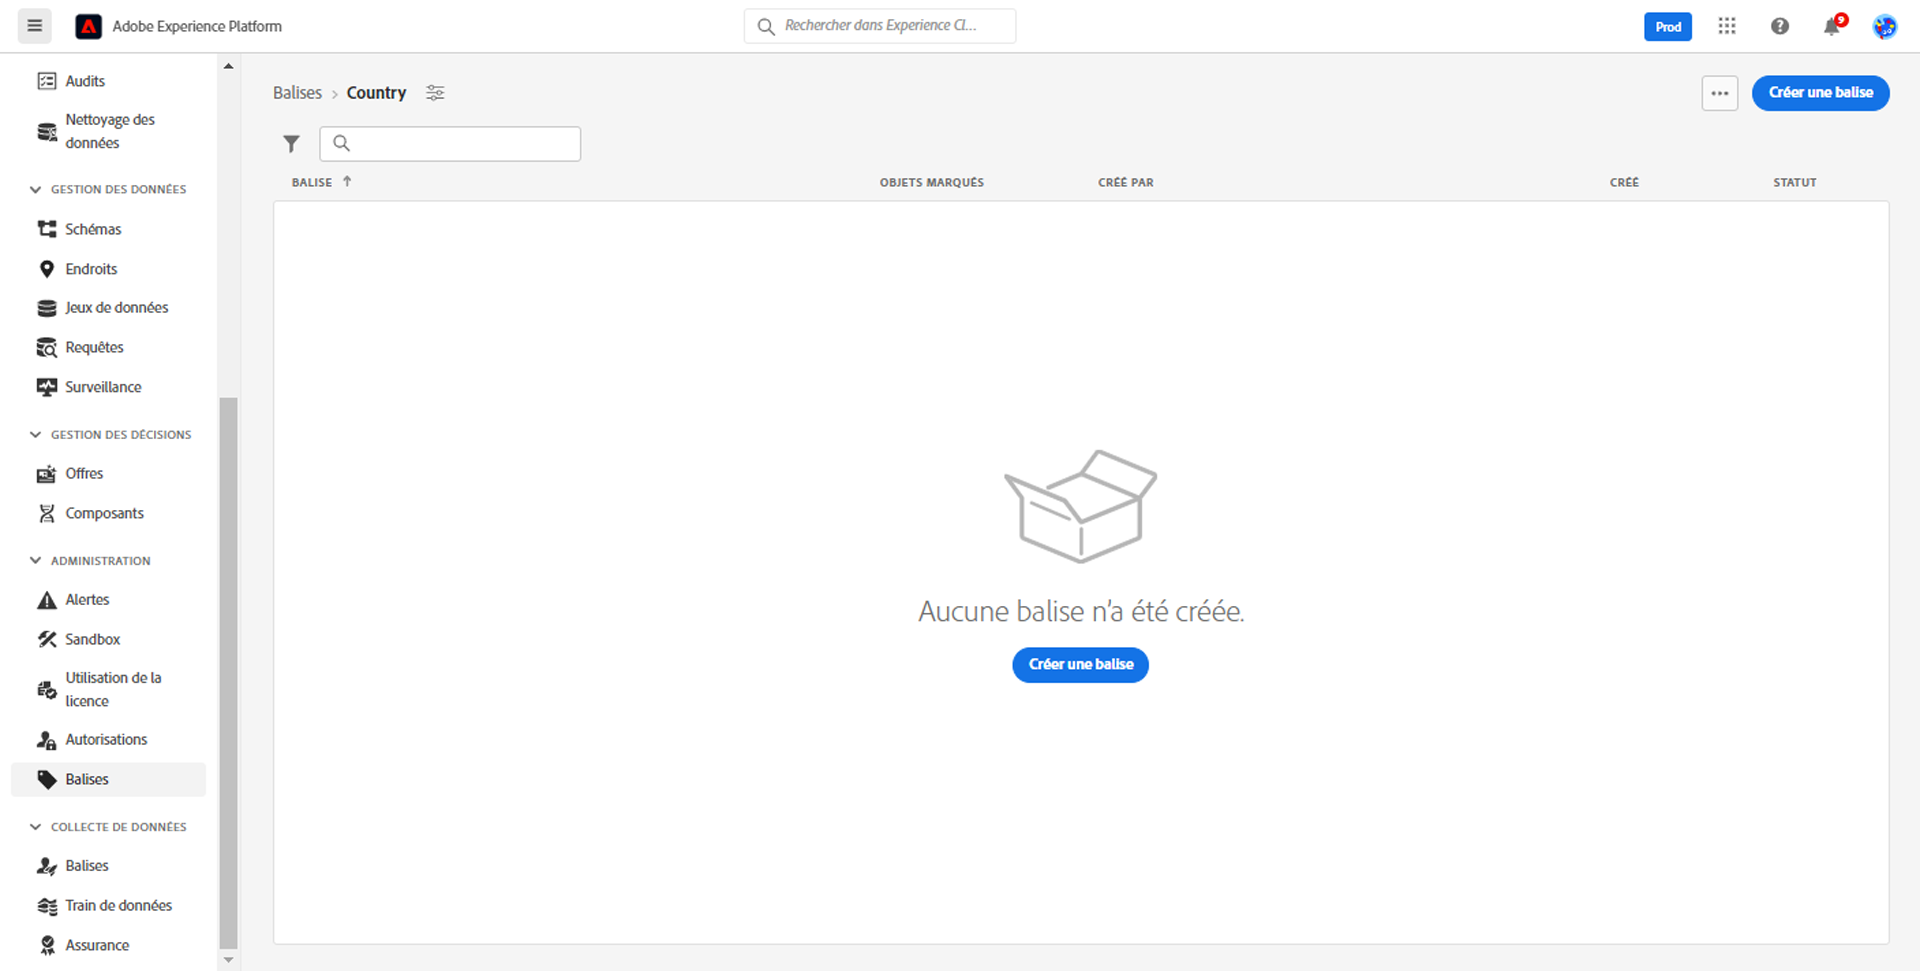 Adobe Experience Platform
Rechercher dans Experience Cl...
Prod
9
Audits
Nettoyage des
données
GESTION DES DONNÉES
Schémas
Endroits
Jeux de données
Requêtes
Surveillance
GESTION DES DÉCISIONS
Offres
Composants
ADMINISTRATION
Alertes
Sandbox
Utilisation de la
licence
Autorisations
Balises
COLLECTE DE DONNÉES
Balises
Train de données
Assurance
Balises > Country
Créer une balise
BALISE ↑ OBJETS MARQUÉS CRÉÉ PAR CRÉÉ STATUT
Aucune balise n’a été créée.
Créer une balise